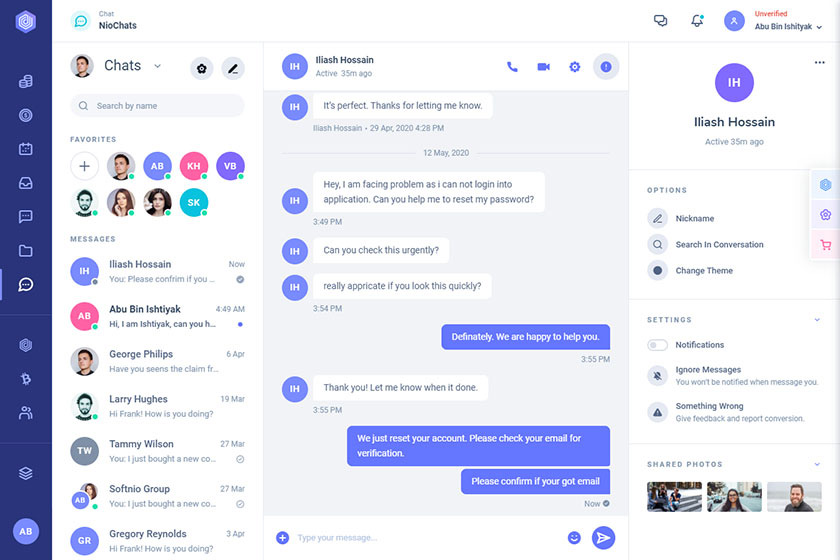 Chat
NioChats
Unverified
Abu Bin Ishityak
Chats
Search by name
FAVORITES
AB
KH
VB
SK
MESSAGES
IH
Iliash Hossain
Now
You: Please confrim if you ...
AB
Abu Bin Ishtiyak
4:49 AM
Hi, I am Ishtiyak, can you h...
George Philips
6 Apr
Have you seens the claim fr...
Larry Hughes
19 Mar
Hi Frank! How is you doing?
TW
Tammy Wilson
27 Mar
You: I just bought a new co...
AB
Softnio Group
27 Mar
You: I just bought a new co...
GR
Gregory Reynolds
3 Apr
Hi Frank! How is you doing?
AB
IH
Iliash Hossain
Active 35m ago
IH
It's perfect. Thanks for letting me know.
Iliash Hossain • 29 Apr, 2020 4:28 PM
12 May, 2020
IH
Hey, I am facing problem as i can not login into
application. Can you help me to reset my password?
3:49 PM
IH
Can you check this urgently?
IH
really appricate if you look this quickly?
3:54 PM
Definately. We are happy to help you.
3:55 PM
IH
Thank you! Let me know when it done.
3:55 PM
We just reset your account. Please check your email for
verification.
Please confirm if your got email
Now
Type your message...
IH
Iliash Hossain
Active 35m ago
OPTIONS
Nickname
Search In Conversation
Change Theme
SETTINGS
Notifications
Ignore Messages
You won't be notified when message you.
Something Wrong
Give feedback and report conversion.
SHARED PHOTOS